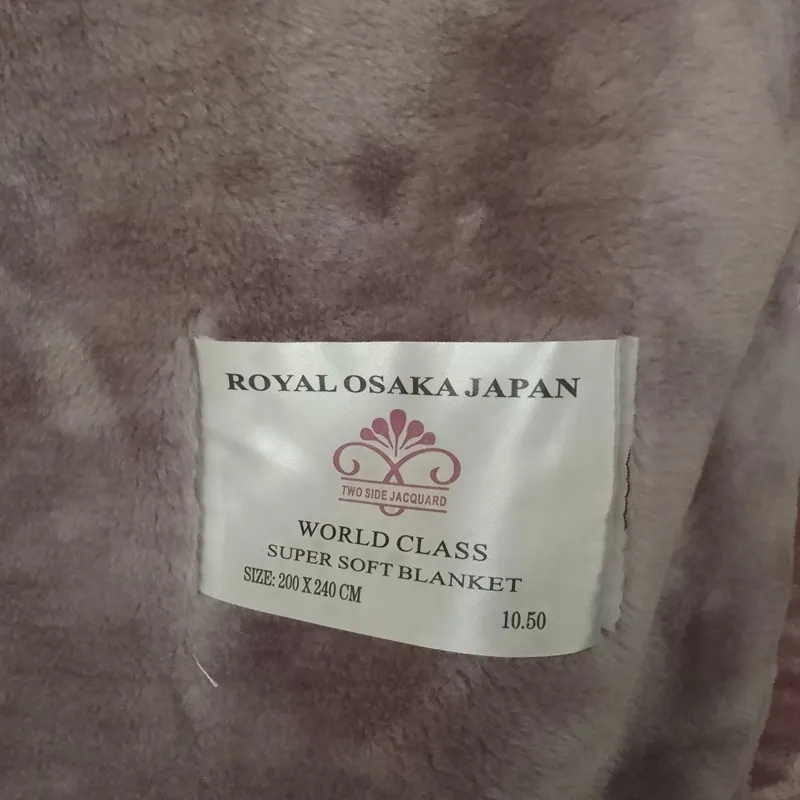 ROYAL OSAKA JAPAN
TWO SIDE JACQUARD
WORLD CLASS
SUPER SOFT BLANKET
SIZE: 200 X 240 CM
10.50